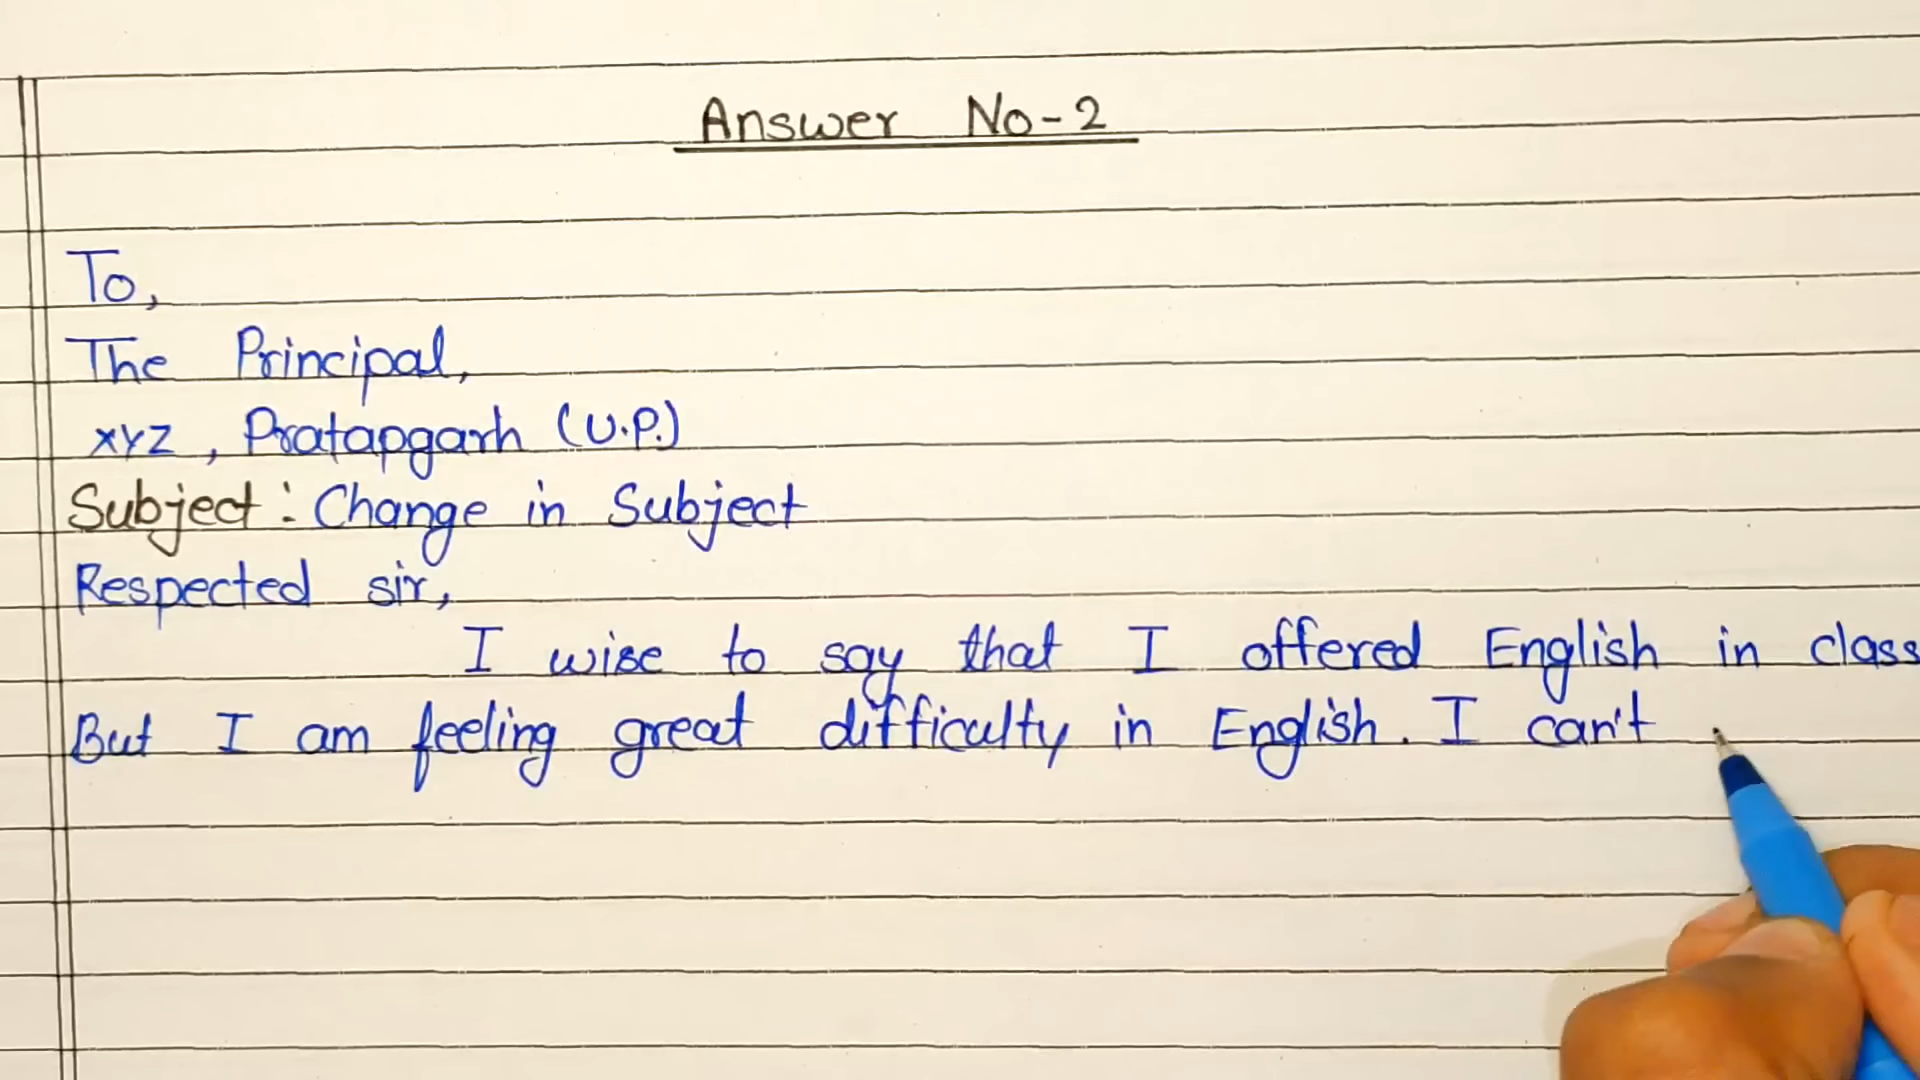 Answer No-2
To,
The Principal,
XYZ, Pratapgarh (U.P.)
Subject: Change in Subject
Respected sir,
I wise to say that I offered English in class
But I am feeling great difficulty in English. I can't